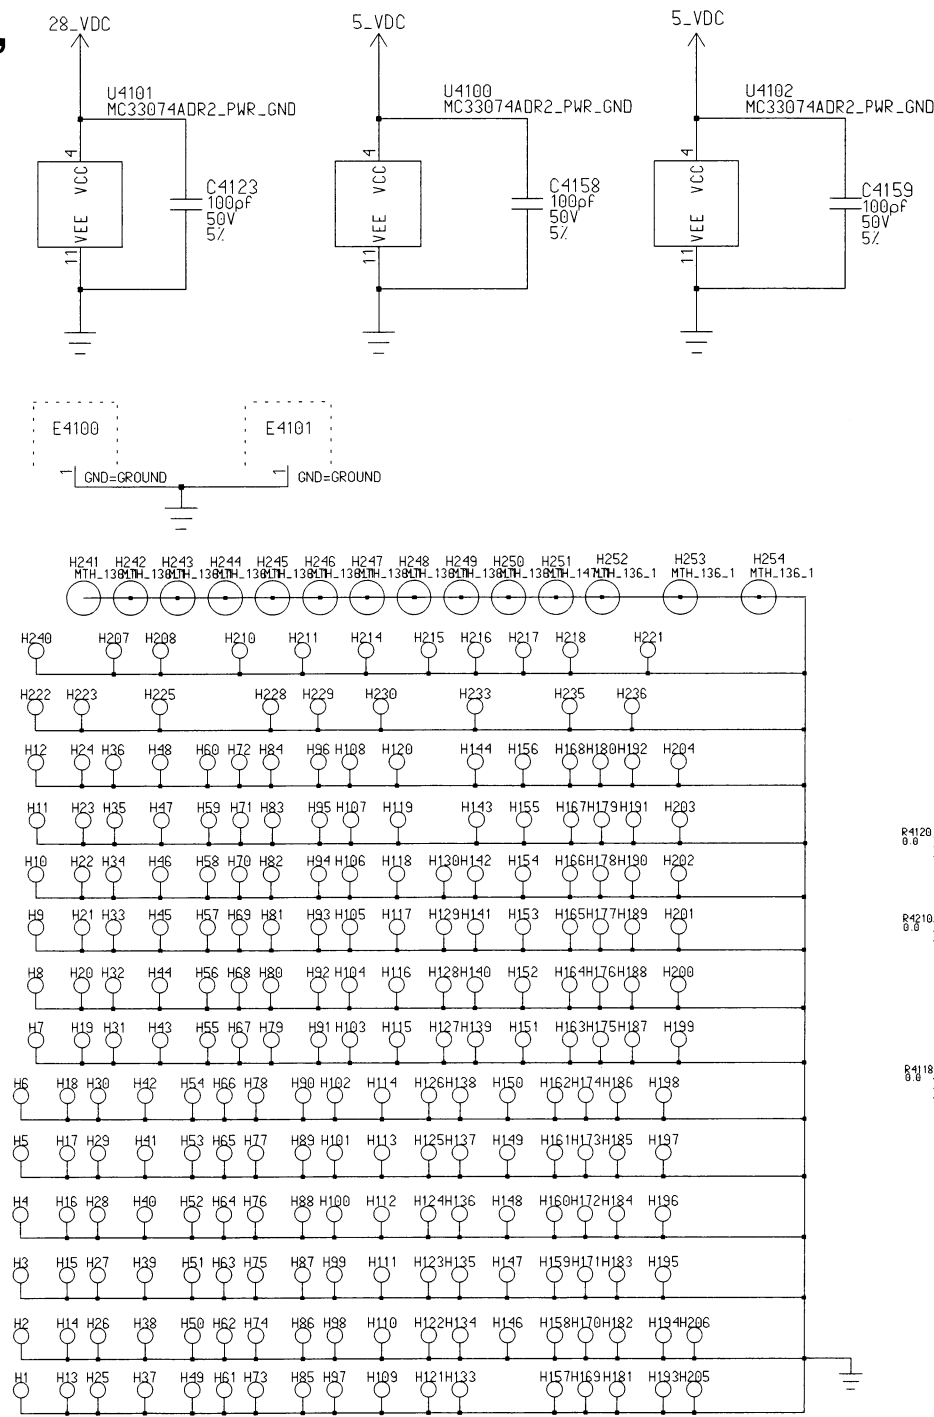 28_VDC 5_VDC 5_VDC
U4101
MC33074ADR2_PWR_GND
U4100
MC33074ADR2_PWR_GND
U4102
MC33074ADR2_PWR_GND
4 VCC VEE 11
C4123
100pf
50V
5%
4 VCC VEE 11
C4158
100pf
50V
5%
4 VCC VEE 11
C4159
100pf
50V
5%
E4100 E4101
1 GND=GROUND 1 GND=GROUND
H241 H242 H243 H244 H245 H246 H247 H248 H249 H250 H251 H252 H253 H254
MTH_136_1 MTH_136_1 MTH_136_1
H240 H207 H208 H210 H211 H214 H215 H216 H217 H218 H221
H222 H223 H225 H228 H229 H230 H233 H235 H236
H12 H24 H36 H48 H60 H72 H84 H96 H108 H120 H144 H156 H168 H180 H192 H204
H11 H23 H35 H47 H59 H71 H83 H95 H107 H119 H143 H155 H167 H179 H191 H203
R4120
0.0
H10 H22 H34 H46 H58 H70 H82 H94 H106 H118 H130 H142 H154 H166 H178 H190 H202
H9 H21 H33 H45 H57 H69 H81 H93 H105 H117 H129 H141 H153 H165 H177 H189 H201
R4210
0.0
H8 H20 H32 H44 H56 H68 H80 H92 H104 H116 H128 H140 H152 H164 H176 H188 H200
H7 H19 H31 H43 H55 H67 H79 H91 H103 H115 H127 H139 H151 H163 H175 H187 H199
R4118
0.0
H6 H18 H30 H42 H54 H66 H78 H90 H102 H114 H126 H138 H150 H162 H174 H186 H198
H5 H17 H29 H41 H53 H65 H77 H89 H101 H113 H125 H137 H149 H161 H173 H185 H197
H4 H16 H28 H40 H52 H64 H76 H88 H100 H112 H124 H136 H148 H160 H172 H184 H196
H3 H15 H27 H39 H51 H63 H75 H87 H99 H111 H123 H135 H147 H159 H171 H183 H195
H2 H14 H26 H38 H50 H62 H74 H86 H98 H110 H122 H134 H146 H158 H170 H182 H194 H206
H1 H13 H25 H37 H49 H61 H73 H85 H97 H109 H121 H133 H157 H169 H181 H193 H205